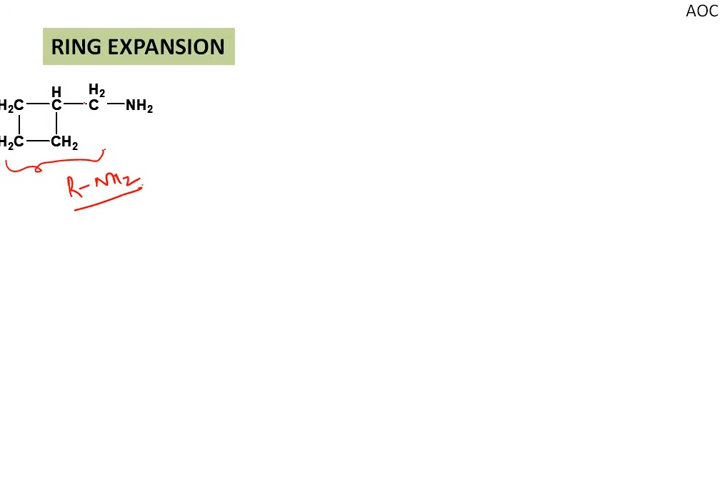 AOC
RING EXPANSION
H H2
H2C C C NH2
H2C CH2
R-NH2